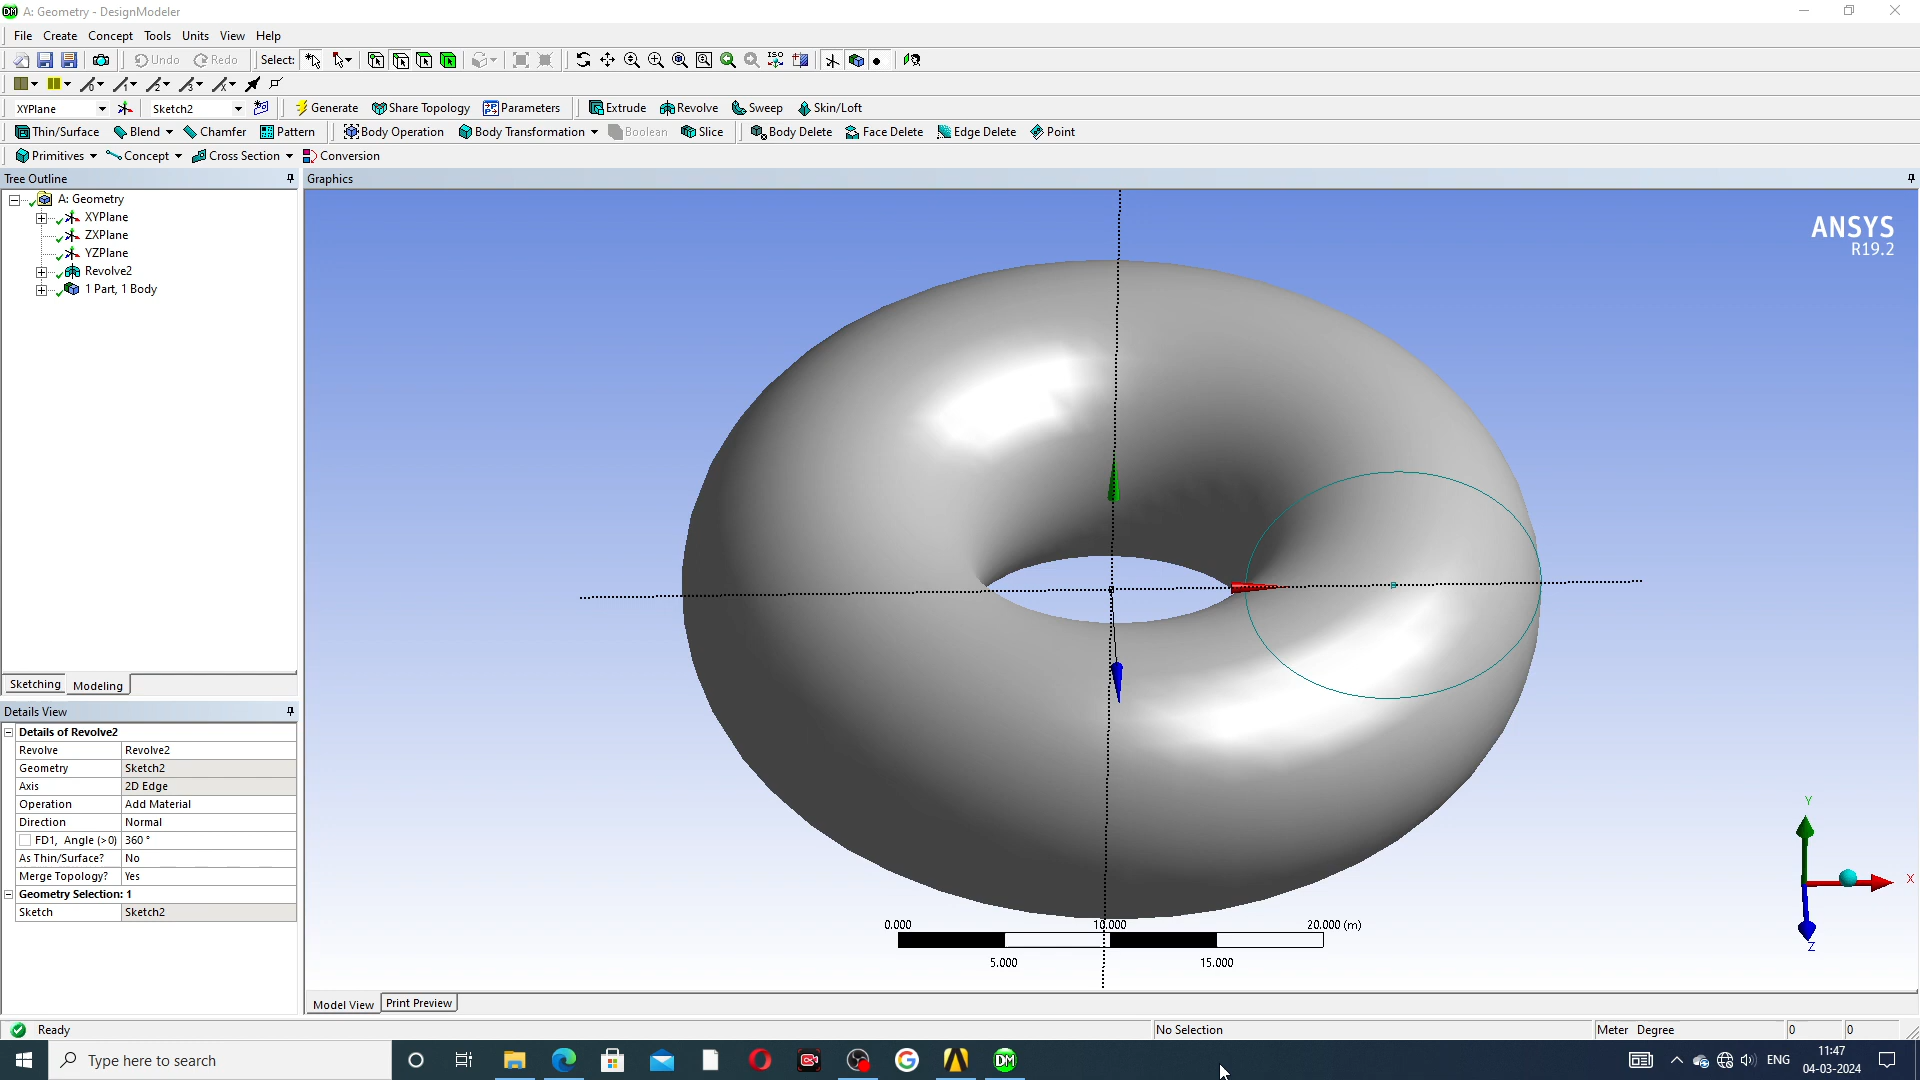 A: Geometry - DesignModeler
File Create Concept Tools Units View Help
Undo Redo Select:
XYPlane Sketch2 Generate Share Topology Parameters Extrude Revolve Sweep Skin/Loft
Thin/Surface Blend Chamfer Pattern Body Operation Body Transformation Boolean Slice Body Delete Face Delete Edge Delete Point
Primitives Concept Cross Section Conversion
Tree Outline
A: Geometry
XYPlane
ZXPlane
YZPlane
Revolve2
1 Part, 1 Body
Sketching Modeling
Details View
Details of Revolve2
Revolve Revolve2
Geometry Sketch2
Axis 2D Edge
Operation Add Material
Direction Normal
FD1, Angle (>0) 360 °
As Thin/Surface? No
Merge Topology? Yes
Geometry Selection: 1
Sketch Sketch2
Graphics
ANSYS
R19.2
Y
X
Z
0.000 10.000 20.000 (m)
5.000 15.000
Model View Print Preview
Ready No Selection Meter Degree 0 0
Type here to search DM ENG 11:47
04-03-2024